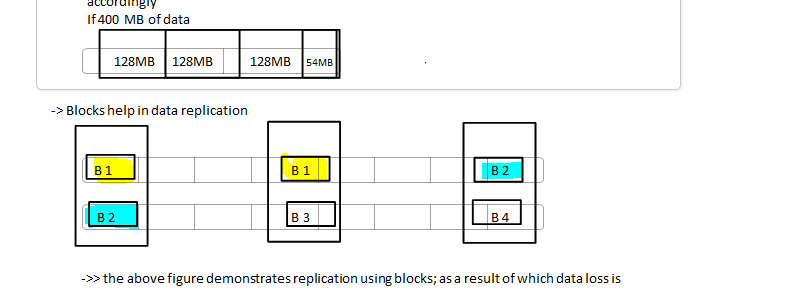 accordingly
If 400 MB of data
128MB 128MB 128MB 54MB
-> Blocks help in data replication
B 1 B 1 B 2
B 2 B 3 B 4
->> the above figure demonstrates replication using blocks; as a result of which data loss is